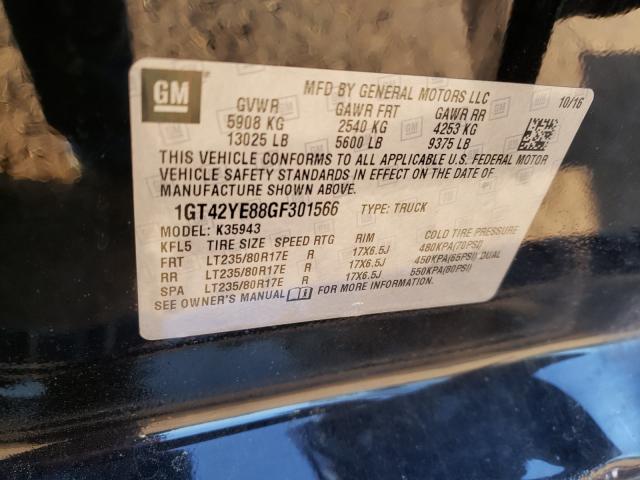 GM
MFD BY GENERAL MOTORS LLC
10/16
GVWR GAWR FRT GAWR RR
5908 KG 2540 KG 4253 KG
13025 LB 5600 LB 9375 LB
THIS VEHICLE CONFORMS TO ALL APPLICABLE U.S. FEDERAL MOTOR
VEHICLE SAFETY STANDARDS IN EFFECT ON THE DATE OF
MANUFACTURE SHOWN ABOVE.
1GT42YE88GF301566 TYPE: TRUCK
MODEL: K35943
KFL5 TIRE SIZE SPEED RTG RIM COLD TIRE PRESSURE
FRT LT235/80R17E R 17X6.5J 480KPA(70PSI)
RR LT235/80R17E R 17X6.5J 450KPA(65PSI) DUAL
SPA LT235/80R17E R 17X6.5J 550KPA(80PSI)
SEE OWNER'S MANUAL FOR MORE INFORMATION.